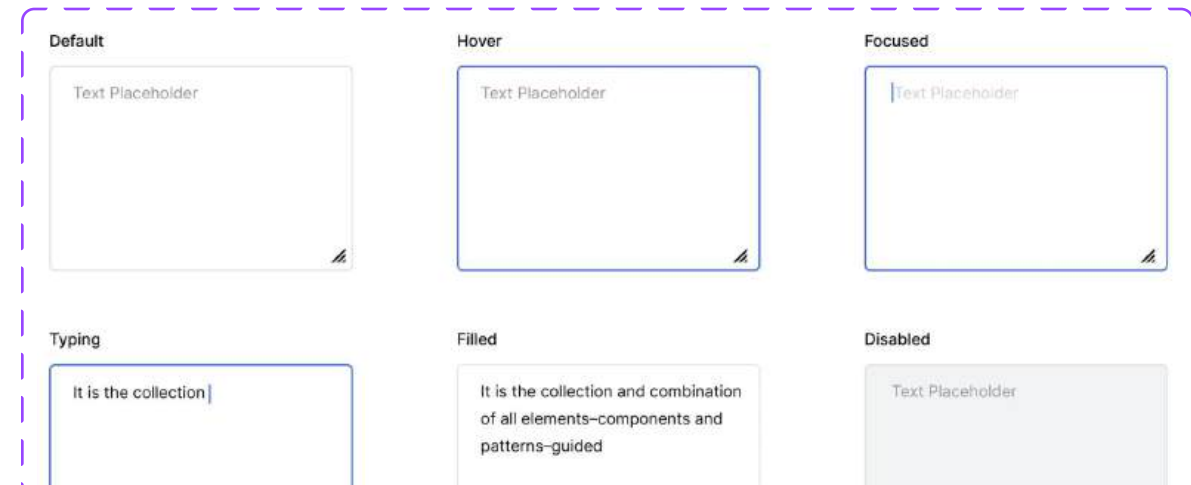 Default
Hover
Focused
Text Placeholder
Text Placeholder
Text Placeholder
Typing
Filled
Disabled
It is the collection
It is the collection and combination
of all elements–components and
patterns–guided
Text Placeholder